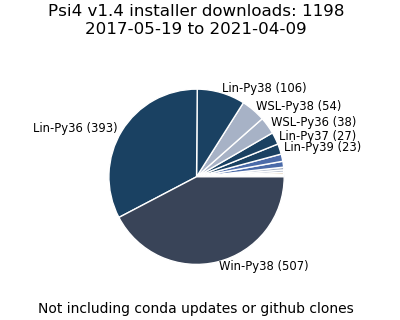 Psi4 v1.4 installer downloads: 1198
2017-05-19 to 2021-04-09
Lin-Py38 (106)
WSL-Py38 (54)
WSL-Py36 (38)
Lin-Py36 (393)
Lin-Py37 (27)
Lin-Py39 (23)
Win-Py38 (507)
Not including conda updates or github clones